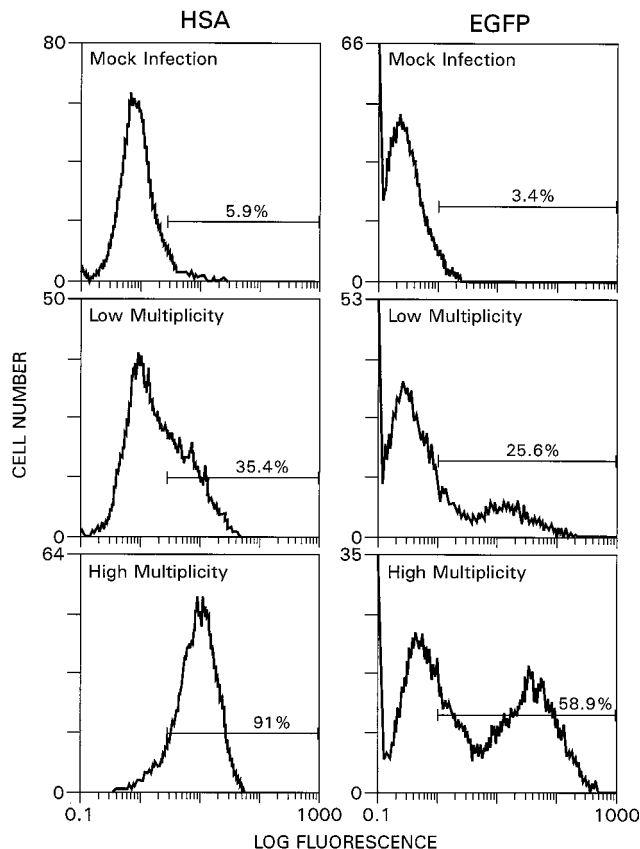 HSA
EGFP
80
Mock Infection
5.9%
0
66
Mock Infection
3.4%
0
50
Low Multiplicity
35.4%
0
53
Low Multiplicity
25.6%
0
64
High Multiplicity
91%
0
0.1
1000
35
High Multiplicity
58.9%
0
0.1
1000
CELL NUMBER
LOG FLUORESCENCE